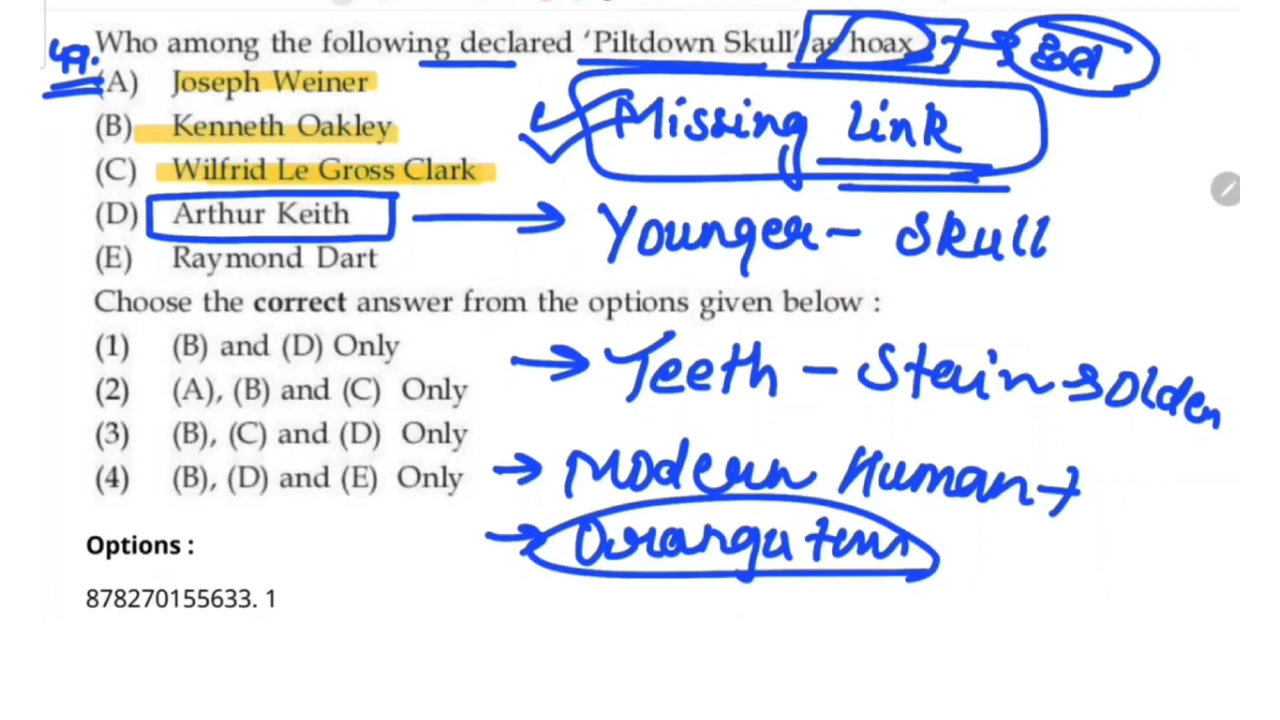 49. Who among the following declared 'Piltdown Skull' as hoax ?
(A) Joseph Weiner
(B) Kenneth Oakley
Missing Link
(C) Wilfrid Le Gross Clark
(D) Arthur Keith → Younger - Skull
(E) Raymond Dart
Choose the correct answer from the options given below :
(1) (B) and (D) Only
→ Teeth - Stain → Older
(2) (A), (B) and (C) Only
(3) (B), (C) and (D) Only
(4) (B), (D) and (E) Only
→ Modern Human +
→ Orangutan
Options :
878270155633. 1